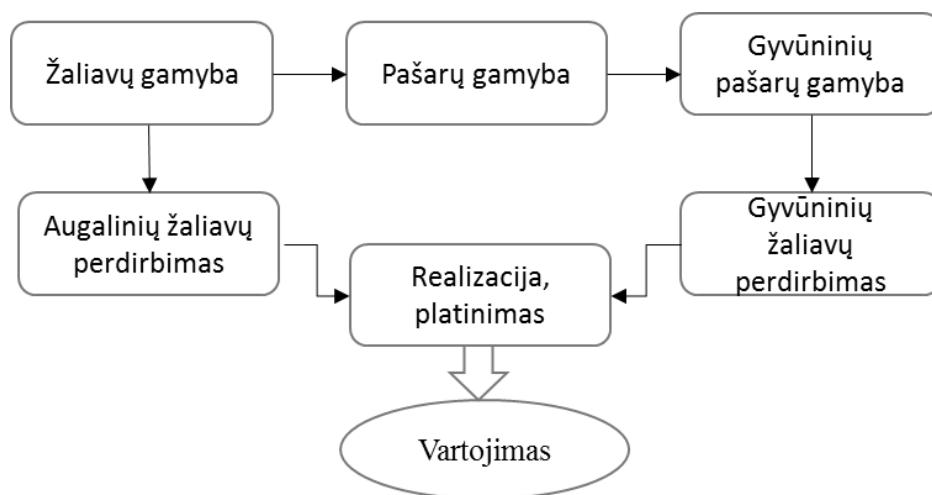 Žaliavų gamyba
Pašarų gamyba
Gyvūninių
pašarų gamyba
Augalinių žaliavų
perdirbimas
Gyvūninių
žaliavų
perdirbimas
Realizacija,
platinimas
Vartojimas